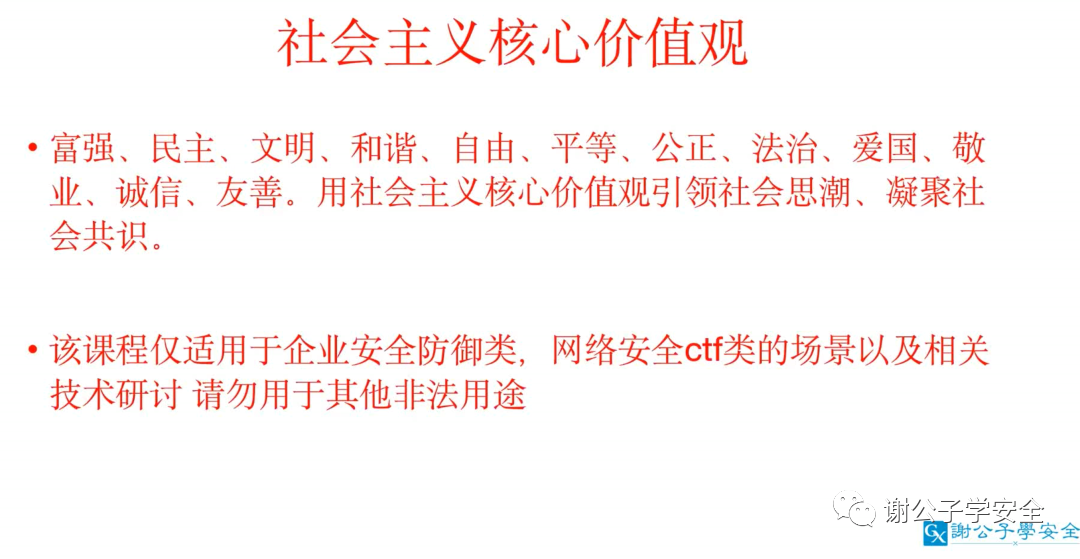 社会主义核心价值观
• 富强、民主、文明、和谐、自由、平等、公正、法治、爱国、敬
业、诚信、友善。用社会主义核心价值观引领社会思潮、凝聚社
会共识。
• 该课程仅适用于企业安全防御类，网络安全ctf类的场景以及相关
技术研讨 请勿用于其他非法用途
谢公子学安全
GX 謝公子學安全